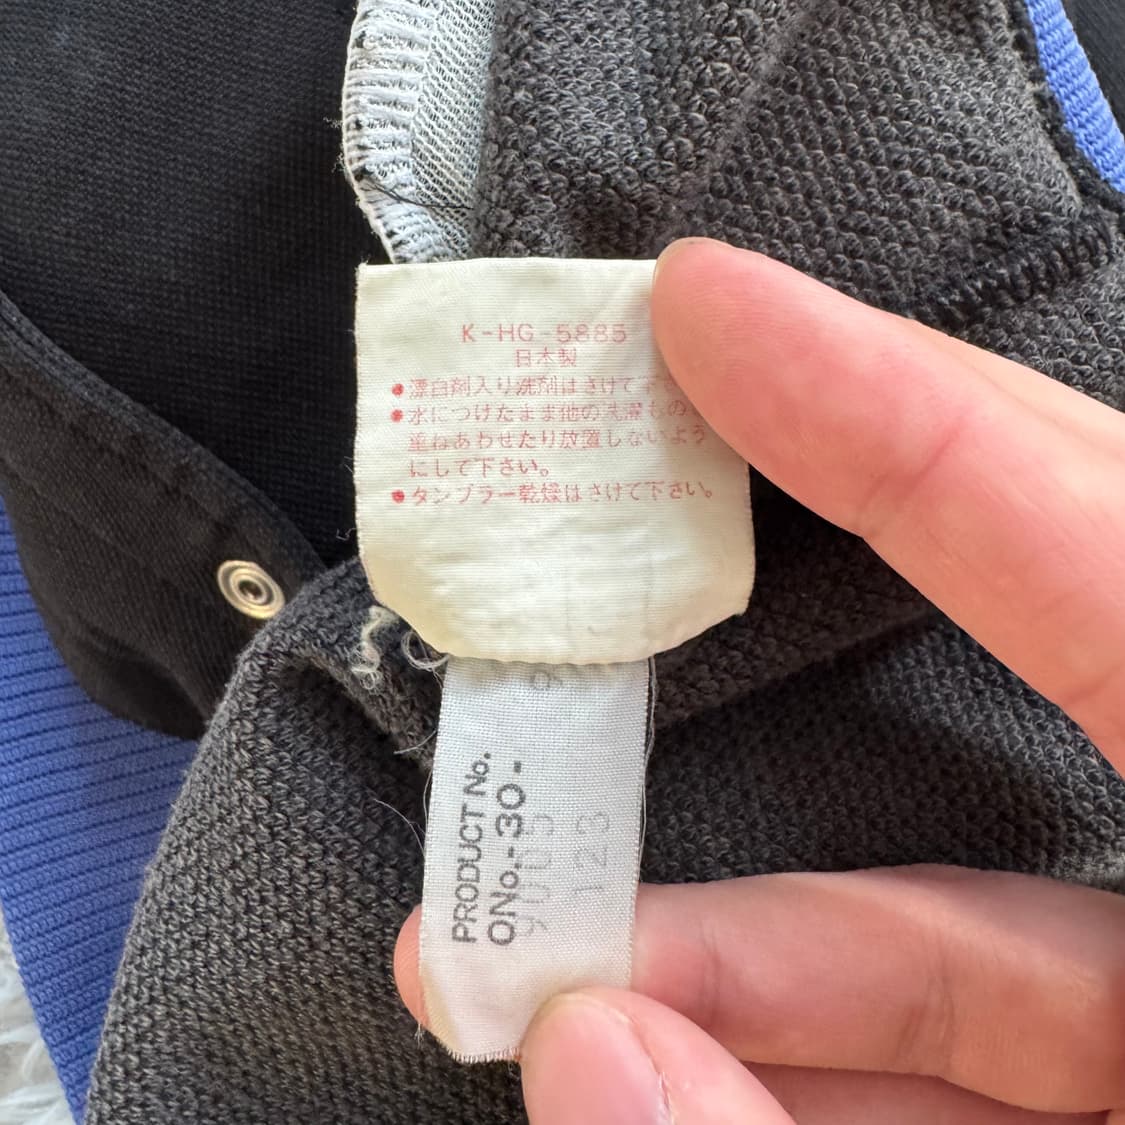 K-HG-5885
日本製
●漂白剤入り洗剤はさけて下
●水につけたまま他の洗濯もの
重ねあわせたり放置しないよう
にして下さい。
●タンブラー乾燥はさけて下さい。
PRODUCT No.
QNo.-30-
9005
123